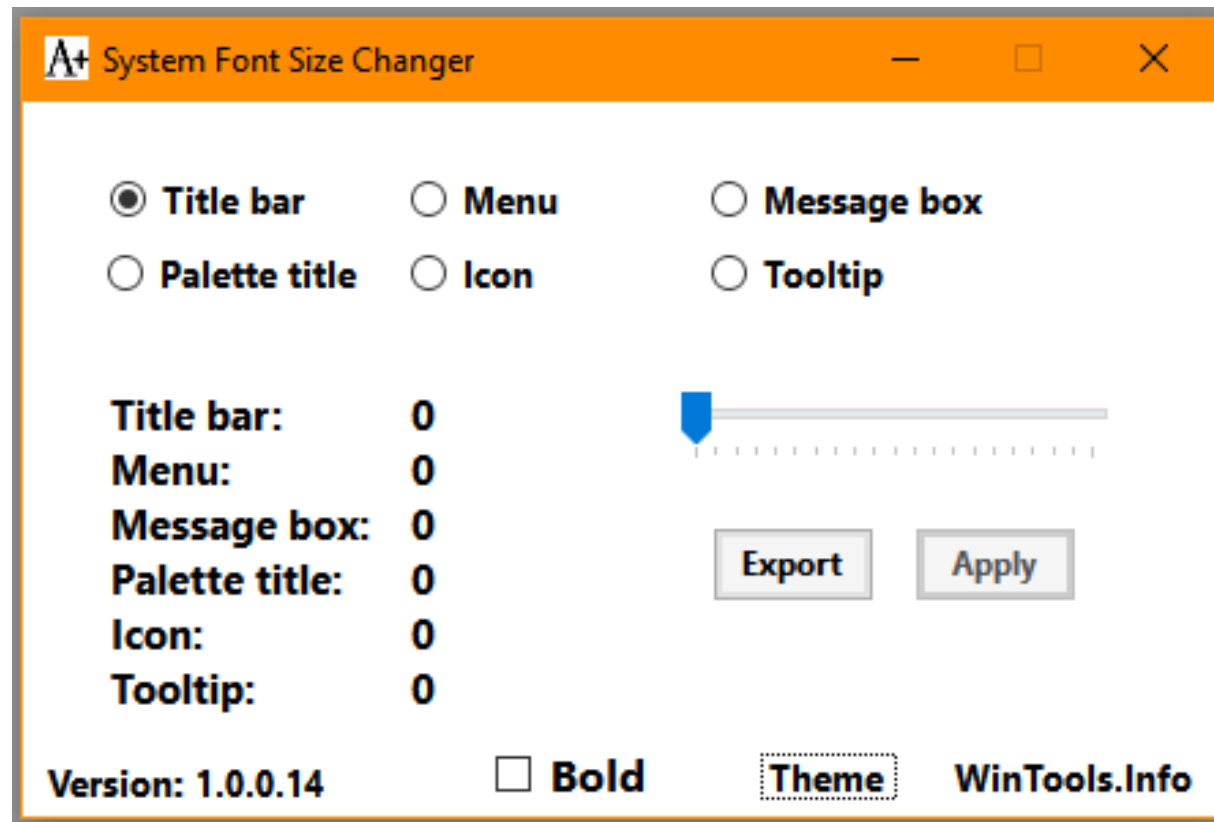 A+ System Font Size Changer
Title bar Menu Message box
Palette title Icon Tooltip
Title bar: 0
Menu: 0
Message box: 0
Palette title: 0
Icon: 0
Tooltip: 0
Export Apply
Version: 1.0.0.14 Bold Theme WinTools.Info